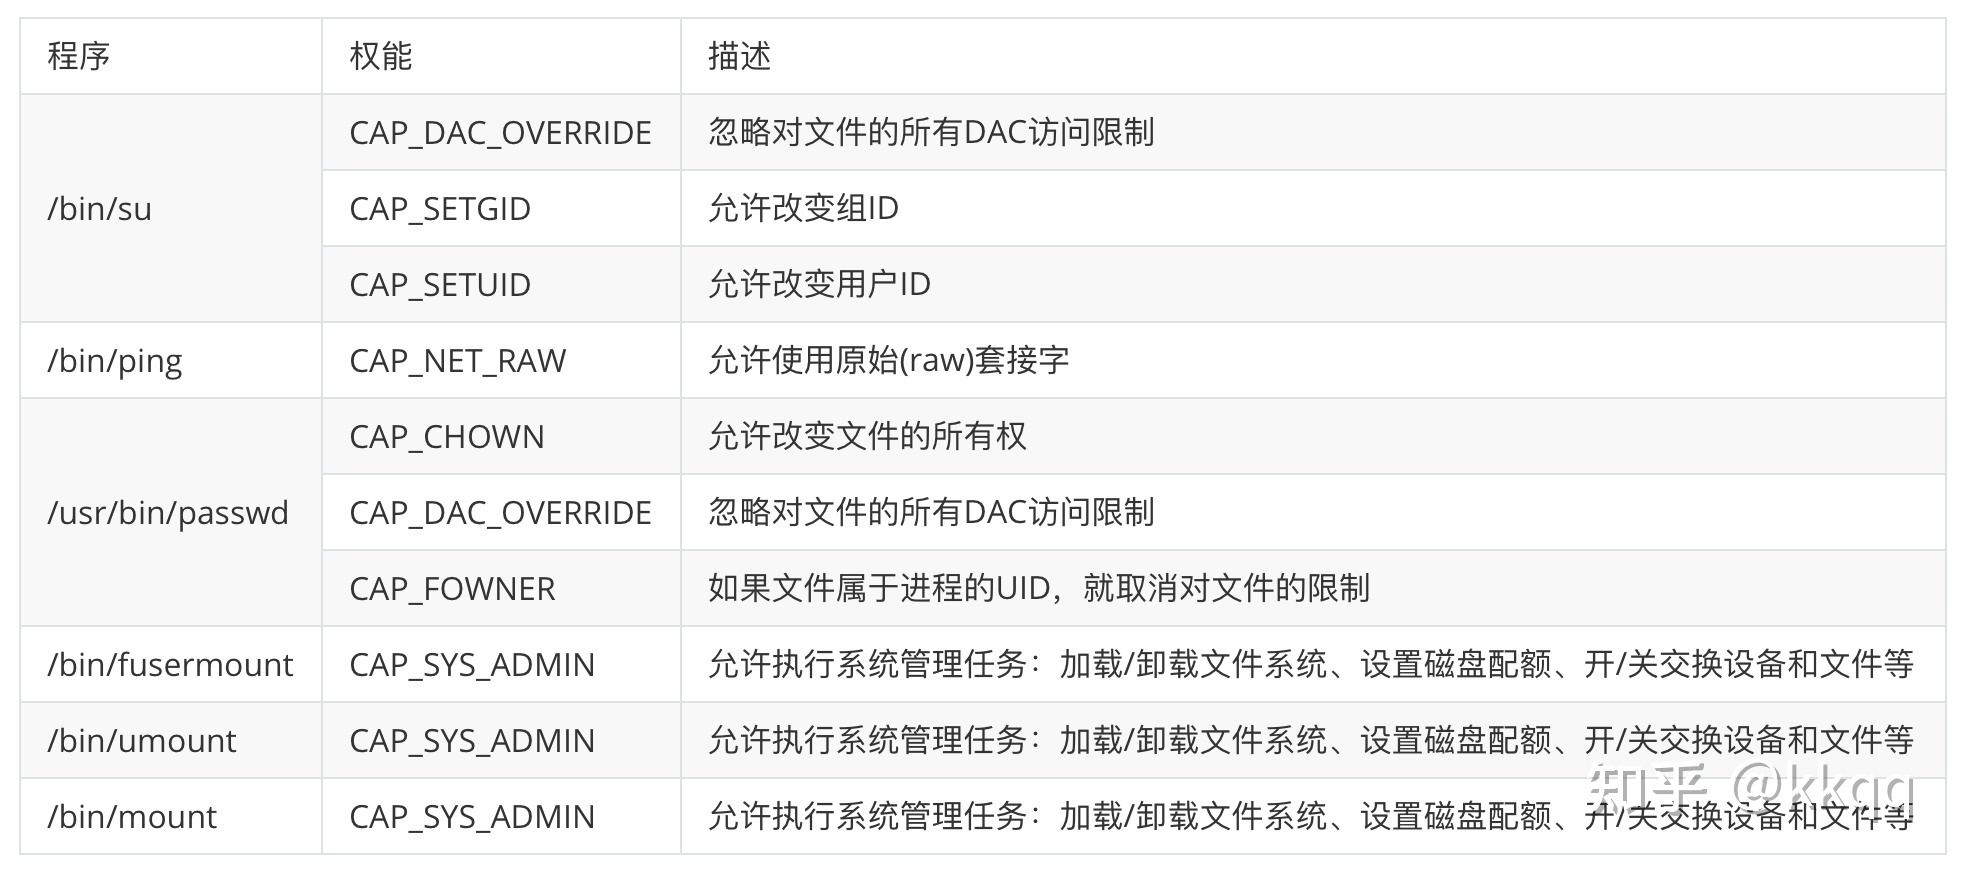 程序 权能 描述
CAP_DAC_OVERRIDE 忽略对文件的所有DAC访问限制
/bin/su CAP_SETGID 允许改变组ID
CAP_SETUID 允许改变用户ID
/bin/ping CAP_NET_RAW 允许使用原始(raw)套接字
CAP_CHOWN 允许改变文件的所有权
/usr/bin/passwd CAP_DAC_OVERRIDE 忽略对文件的所有DAC访问限制
CAP_FOWNER 如果文件属于进程的UID，就取消对文件的限制
/bin/fusermount CAP_SYS_ADMIN 允许执行系统管理任务：加载/卸载文件系统、设置磁盘配额、开/关交换设备和文件等
/bin/umount CAP_SYS_ADMIN 允许执行系统管理任务：加载/卸载文件系统、设置磁盘配额、开/关交换设备和文件等
/bin/mount CAP_SYS_ADMIN 允许执行系统管理任务：加载/卸载文件系统、设置磁盘配额、开/关交换设备和文件等
知乎 @kkqq